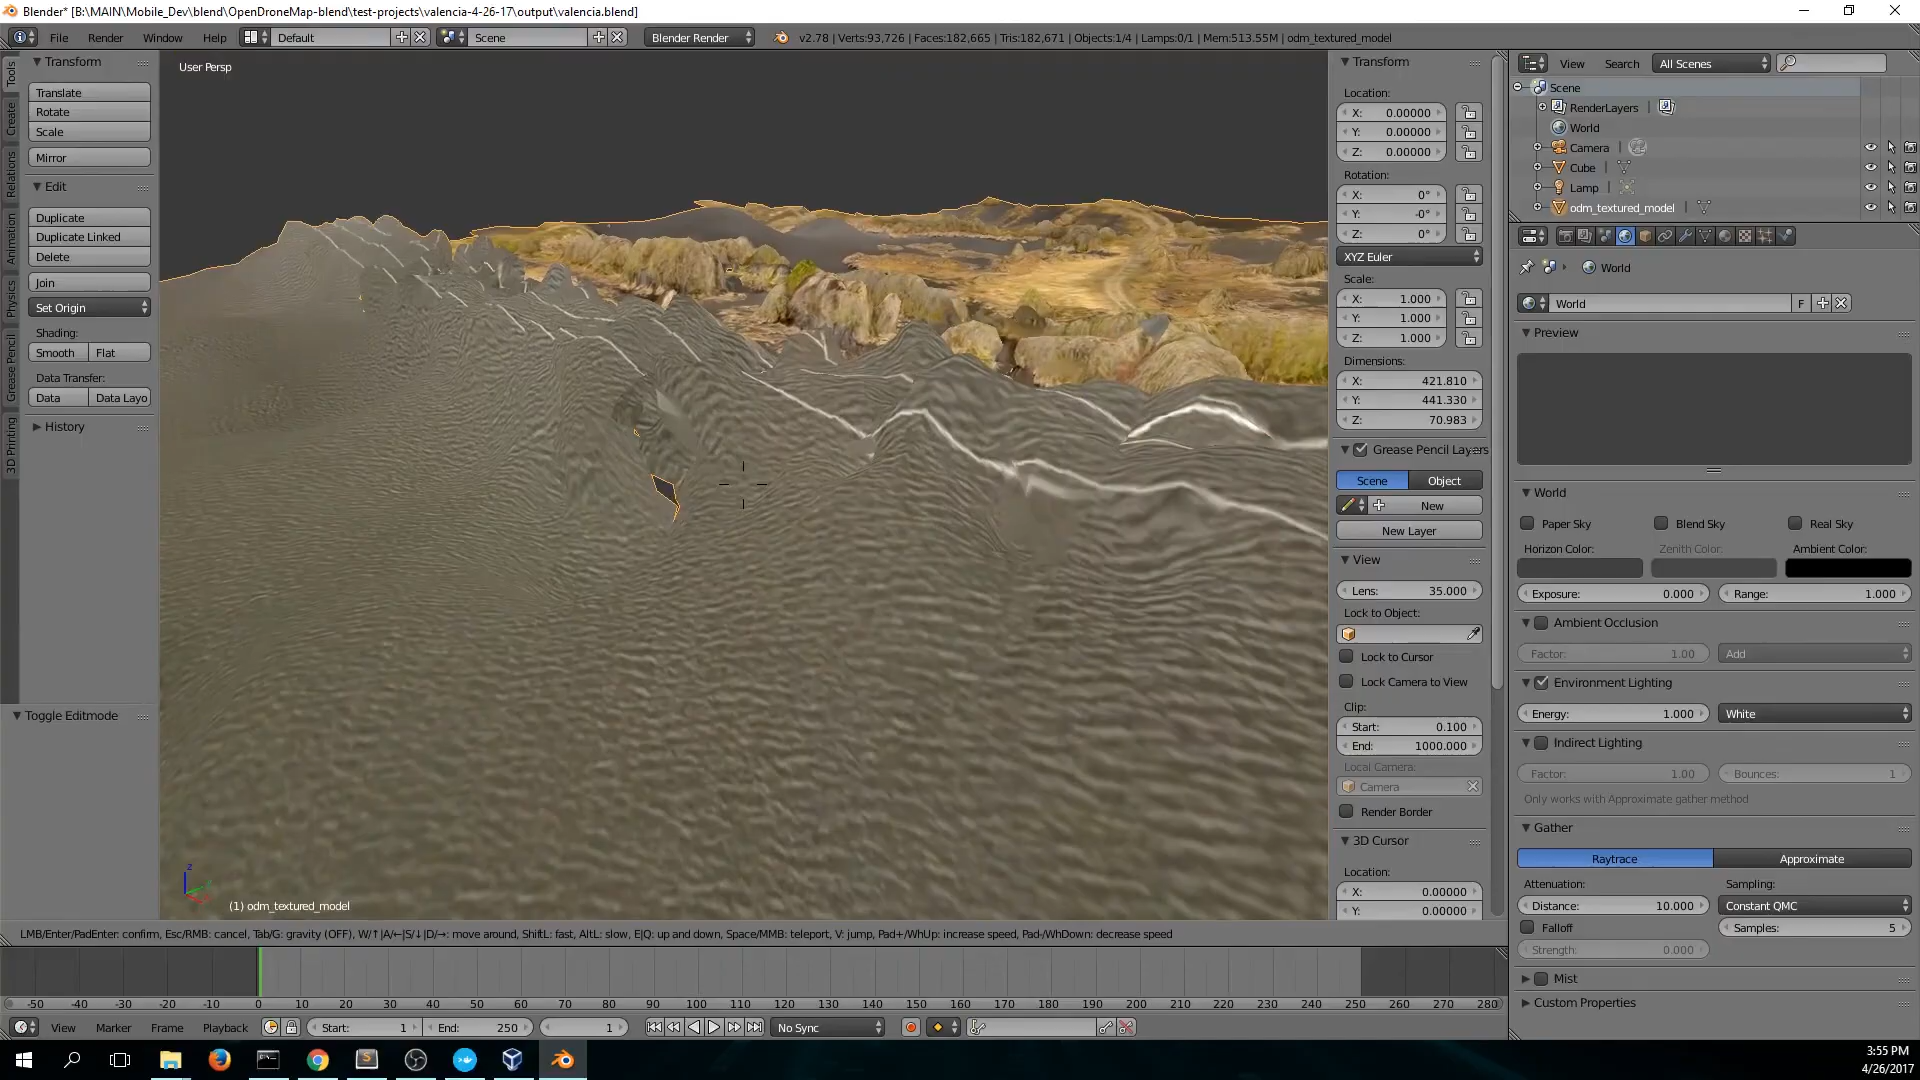 Blender* [B:\MAIN\Mobile_Dev\blend\OpenDroneMap-blend\test-projects\valencia-4-26-17\output\valencia.blend]
File Render Window Help Default Scene Blender Render v2.78 | Verts:93,726 | Faces:182,665 | Tris:182,671 | Objects:1/4 | Lamps:0/1 | Mem:513.55M | odm_textured_model
Tools
Create
Relations
Animation
Physics
Grease Pencil
3D Printing
Transform
Translate
Rotate
Scale
Mirror
Edit
Duplicate
Duplicate Linked
Delete
Join
Set Origin
Shading:
Smooth Flat
Data Transfer:
Data Data Layo
History
Toggle Editmode
User Persp
(1) odm_textured_model
z
Transform
Location:
X: 0.00000
Y: 0.00000
Z: 0.00000
Rotation:
X: 0°
Y: -0°
Z: 0°
XYZ Euler
Scale:
X: 1.000
Y: 1.000
Z: 1.000
Dimensions:
X: 421.810
Y: 441.330
Z: 70.983
Grease Pencil Layers
Scene Object
New
New Layer
View
Lens: 35.000
Lock to Object:
Lock to Cursor
Lock Camera to View
Clip:
Start: 0.100
End: 1000.000
Local Camera:
Camera
Render Border
3D Cursor
Location:
X: 0.00000
Y: 0.00000
View Search All Scenes
Scene
RenderLayers
World
Camera
Cube
Lamp
odm_textured_model
World
World F
Preview
World
Paper Sky Blend Sky Real Sky
Horizon Color: Zenith Color: Ambient Color:
Exposure: 0.000 Range: 1.000
Ambient Occlusion
Factor: 1.00 Add
Environment Lighting
Energy: 1.000 White
Indirect Lighting
Factor: 1.00 Bounces: 1
Only works with Approximate gather method
Gather
Raytrace Approximate
Attenuation: Sampling:
Distance: 10.000 Constant QMC
Falloff Samples: 5
Strength: 0.000
Mist
Custom Properties
LMB/Enter/PadEnter: confirm, Esc/RMB: cancel, Tab/G: gravity (OFF), W/↑|A/←|S/↓|D/→: move around, ShiftL: fast, AltL: slow, E|Q: up and down, Space/MMB: teleport, V: jump, Pad+/WhUp: increase speed, Pad-/WhDown: decrease speed
-50 -40 -30 -20 -10 0 10 20 30 40 50 60 70 80 90 100 110 120 130 140 150 160 170 180 190 200 210 220 230 240 250 260 270 280
View Marker Frame Playback Start: 1 End: 250 1 No Sync
3:55 PM
4/26/2017